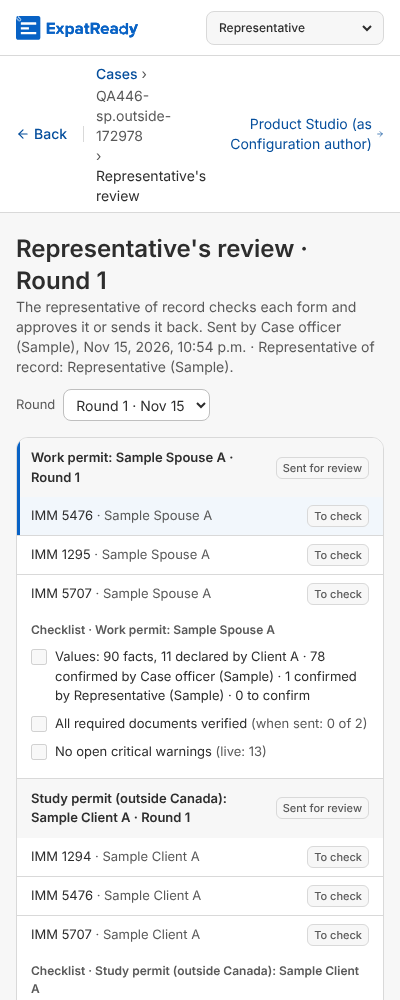 ExpatReady
Representative
Cases ›
QA446-
sp.outside-
172978
›
Representative's
review
← Back
Product Studio (as
Configuration author) →
Representative's review ·
Round 1
The representative of record checks each form and
approves it or sends it back. Sent by Case officer
(Sample), Nov 15, 2026, 10:54 p.m. · Representative of
record: Representative (Sample).
Round
Round 1 · Nov 15
Work permit: Sample Spouse A ·
Round 1
Sent for review
IMM 5476 · Sample Spouse A
To check
IMM 1295 · Sample Spouse A
To check
IMM 5707 · Sample Spouse A
To check
Checklist · Work permit: Sample Spouse A
Values: 90 facts, 11 declared by Client A · 78
confirmed by Case officer (Sample) · 1 confirmed
by Representative (Sample) · 0 to confirm
All required documents verified (when sent: 0 of 2)
No open critical warnings (live: 13)
Study permit (outside Canada):
Sample Client A · Round 1
Sent for review
IMM 1294 · Sample Client A
To check
IMM 5476 · Sample Client A
To check
IMM 5707 · Sample Client A
To check
Checklist · Study permit (outside Canada): Sample Client
A